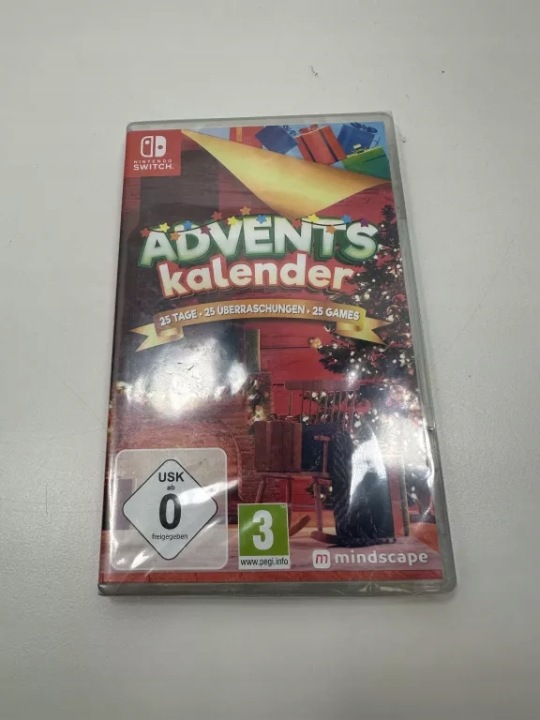 NINTENDO
SWITCH
ADVENTS
kalender
25 TAGE • 25 ÜBERRASCHUNGEN • 25 GAMES
USK
ab
0
freigegeben
3
www.pegi.info
m mindscape